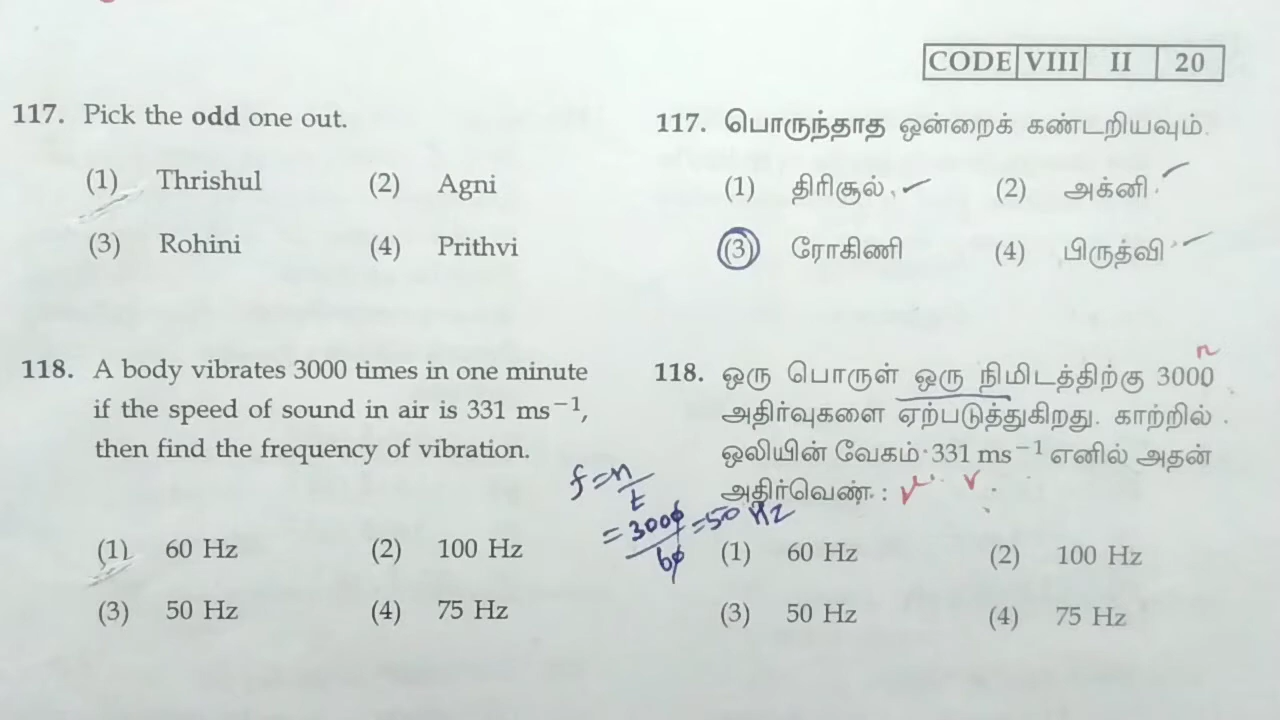 CODE VIII II 20
117. Pick the odd one out.
(1) Thrishul (2) Agni
(3) Rohini (4) Prithvi
118. A body vibrates 3000 times in one minute
if the speed of sound in air is 331 ms⁻¹,
then find the frequency of vibration.
(1) 60 Hz (2) 100 Hz
(3) 50 Hz (4) 75 Hz
f = n/t
= 3000/60 = 50 Hz
117. பொருந்தாத ஒன்றைக் கண்டறியவும்.
(1) திரிசூல் (2) அக்னி
(3) ரோகிணி (4) பிருத்வி
n
118. ஒரு பொருள் ஒரு நிமிடத்திற்கு 3000
அதிர்வுகளை ஏற்படுத்துகிறது. காற்றில்
ஒலியின் வேகம் 331 ms⁻¹ எனில் அதன்
அதிர்வெண் :
(1) 60 Hz (2) 100 Hz
(3) 50 Hz (4) 75 Hz